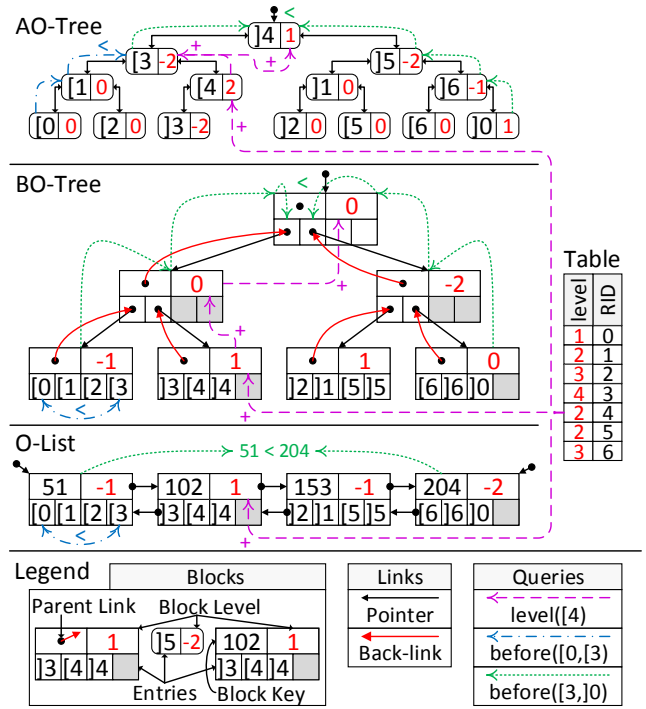 AO-Tree
<
]4 1
< + +
[3 -2 ]5 -2
[1 0 [4 2 ]1 0 ]6 -1
+
[0 0 [2 0 ]3 -2 ]2 0 [5 0 [6 0 ]0 1
BO-Tree
<
0
Table
0 -2
+
level RID
1 0
2 1
3 2
4 3
2 4
2 5
3 6
+
-1 1 1 0
[0 [1 [2 [3 ]3 [4 ]4 ]2 ]1 [5 ]5 [6 ]6 ]0
< +
O-List
51 < 204
51 -1 102 1 153 -1 204 -2
[0 [1 [2 [3 ]3 [4 ]4 ]2 ]1 [5 ]5 [6 ]6 ]0
< +
Legend
Blocks
Parent Link Block Level
1 ]5 -2 102 1
]3 [4 ]4 ]3 [4 ]4
Entries Block Key
Links
Pointer
Back-link
Queries
level([4)
before([0,[3)
before([3,]0)